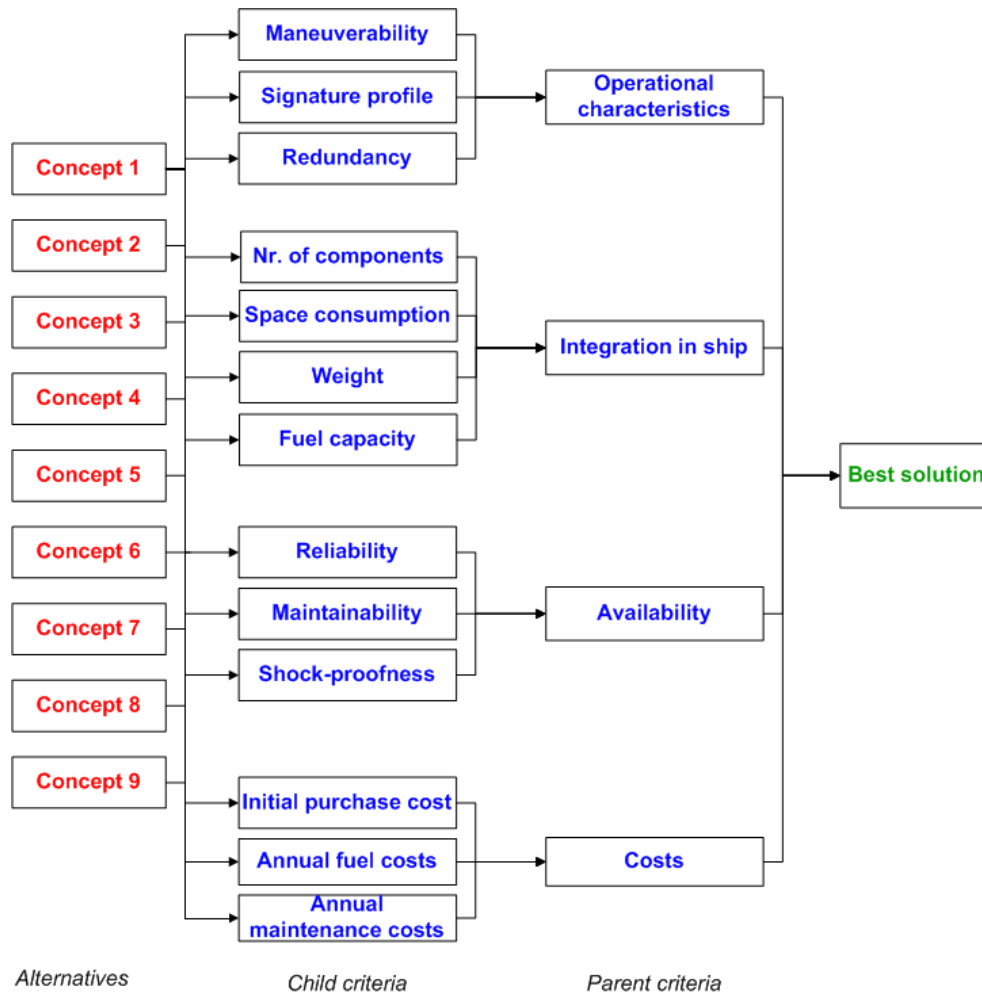 Concept 1
Concept 2
Concept 3
Concept 4
Concept 5
Concept 6
Concept 7
Concept 8
Concept 9
Alternatives
Maneuverability
Signature profile
Redundancy
Nr. of components
Space consumption
Weight
Fuel capacity
Reliability
Maintainability
Shock-proofness
Initial purchase cost
Annual fuel costs
Annual
maintenance costs
Child criteria
Operational
characteristics
Integration in ship
Availability
Costs
Parent criteria
Best solution